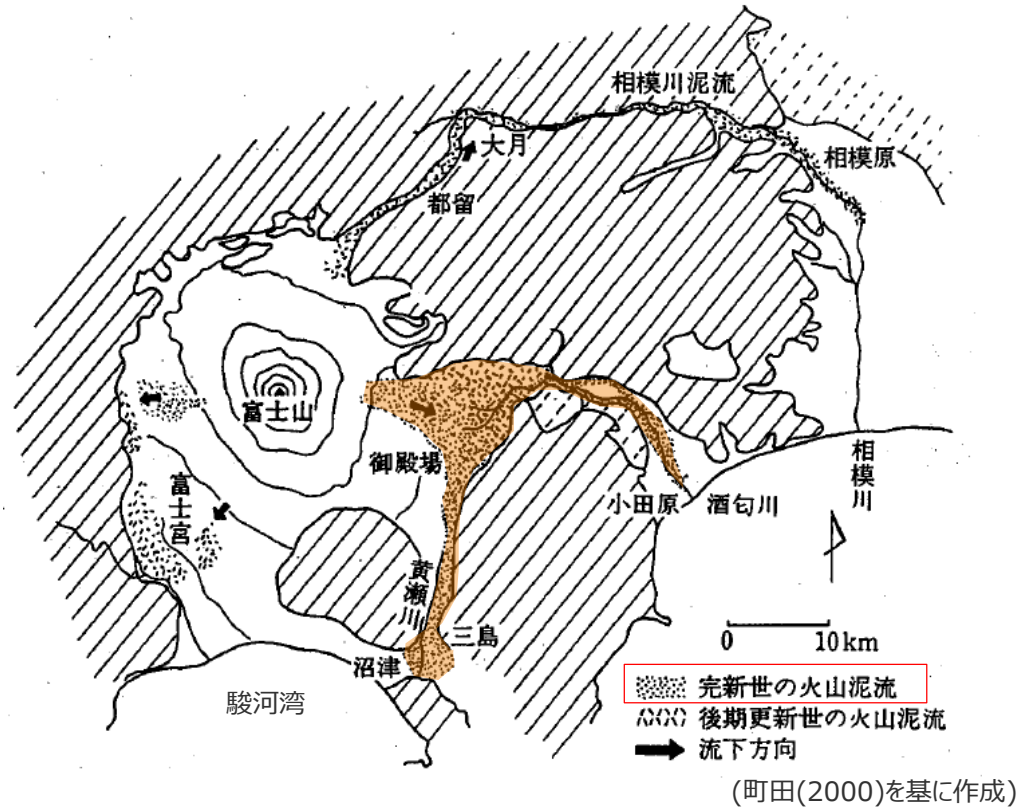 相模川泥流
大月
相模原
都留
富士山
御殿場
富士宮
小田原
酒匂川
相模川
黄瀬川
三島
沼津
駿河湾
0 10km
完新世の火山泥流
後期更新世の火山泥流
流下方向
(町田(2000)を基に作成)